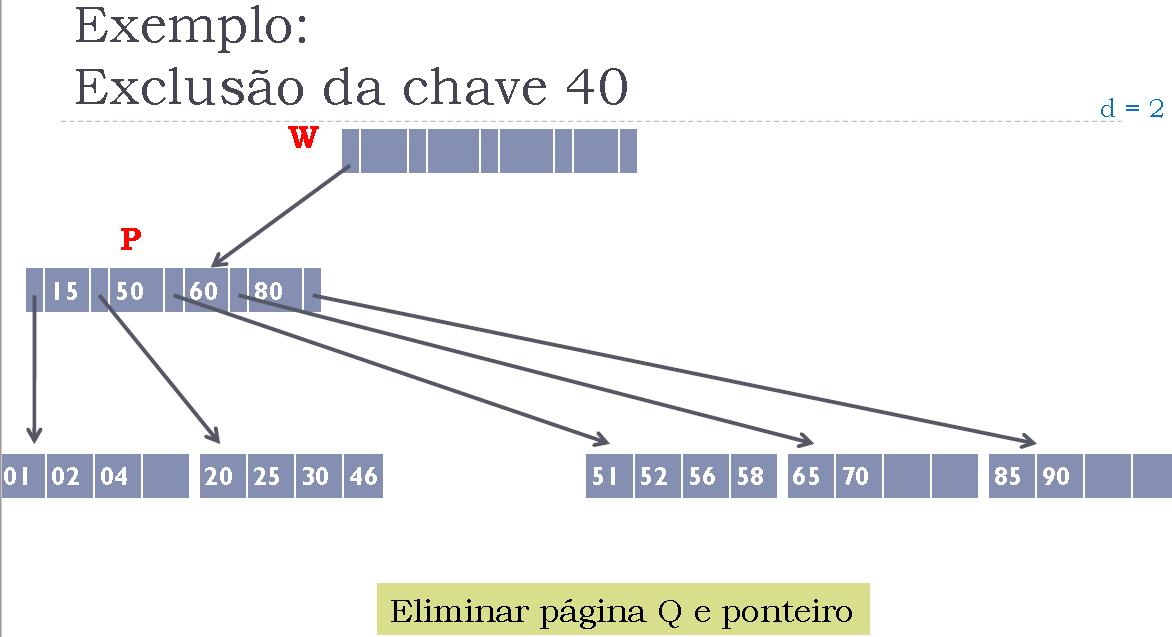 Exemplo:
Exclusão da chave 40
d = 2
W
P
15 50 60 80
01 02 04 20 25 30 46 51 52 56 58 65 70 85 90
Eliminar página Q e ponteiro